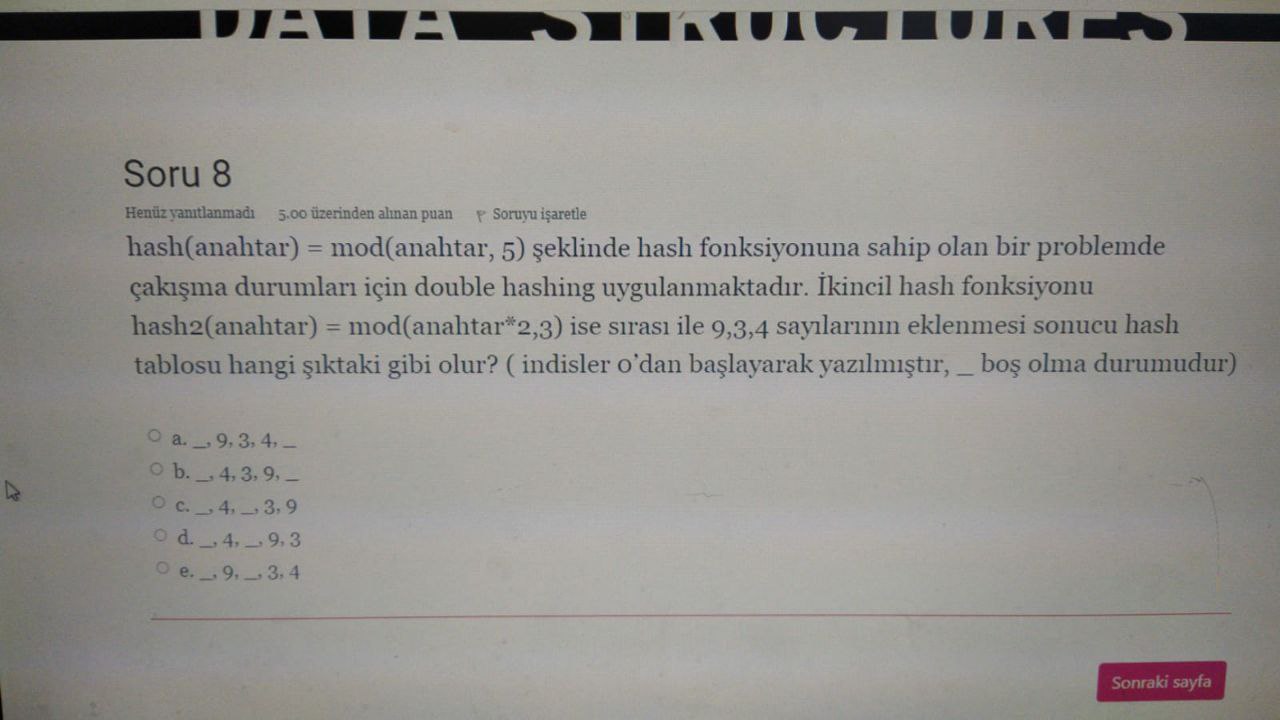 DATA STRUCTURES
Soru 8
Henüz yanıtlanmadı 5.00 üzerinden alınan puan Soruyu işaretle
hash(anahtar) = mod(anahtar, 5) şeklinde hash fonksiyonuna sahip olan bir problemde
çakışma durumları için double hashing uygulanmaktadır. İkincil hash fonksiyonu
hash2(anahtar) = mod(anahtar*2,3) ise sırası ile 9,3,4 sayılarının eklenmesi sonucu hash
tablosu hangi şıktaki gibi olur? ( indisler 0'dan başlayarak yazılmıştır, _ boş olma durumudur)
a. _, 9, 3, 4, _
b. _, 4, 3, 9, _
c. _, 4, _, 3, 9
d. _, 4, _, 9, 3
e. _, 9, _, 3, 4
Sonraki sayfa